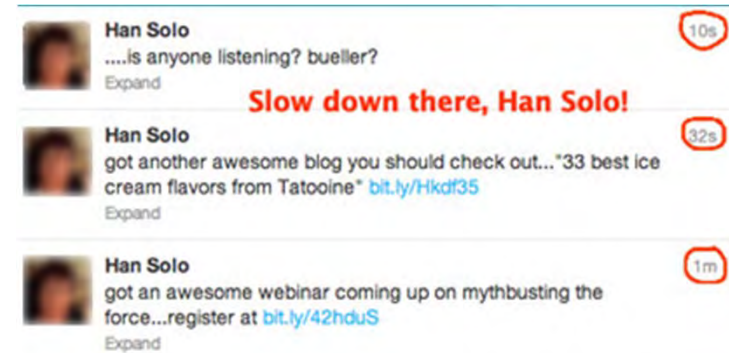 Han Solo 10s
....is anyone listening? bueller?
Expand
Slow down there, Han Solo!
Han Solo 32s
got another awesome blog you should check out..."33 best ice
cream flavors from Tatooine" bit.ly/Hkdf35
Expand
Han Solo 1m
got an awesome webinar coming up on mythbusting the
force...register at bit.ly/42hduS
Expand